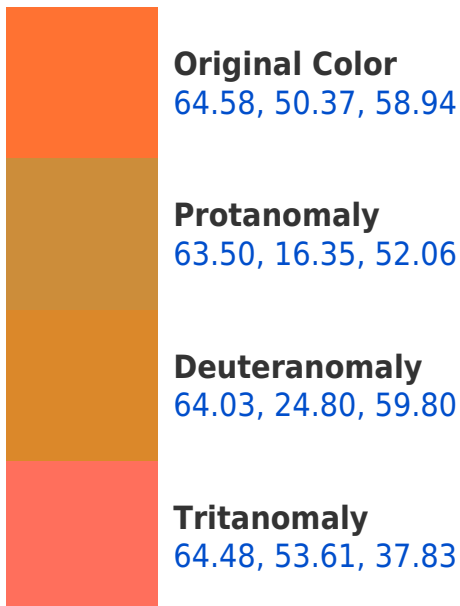 Original Color
64.58, 50.37, 58.94
Protanomaly
63.50, 16.35, 52.06
Deuteranomaly
64.03, 24.80, 59.80
Tritanomaly
64.48, 53.61, 37.83